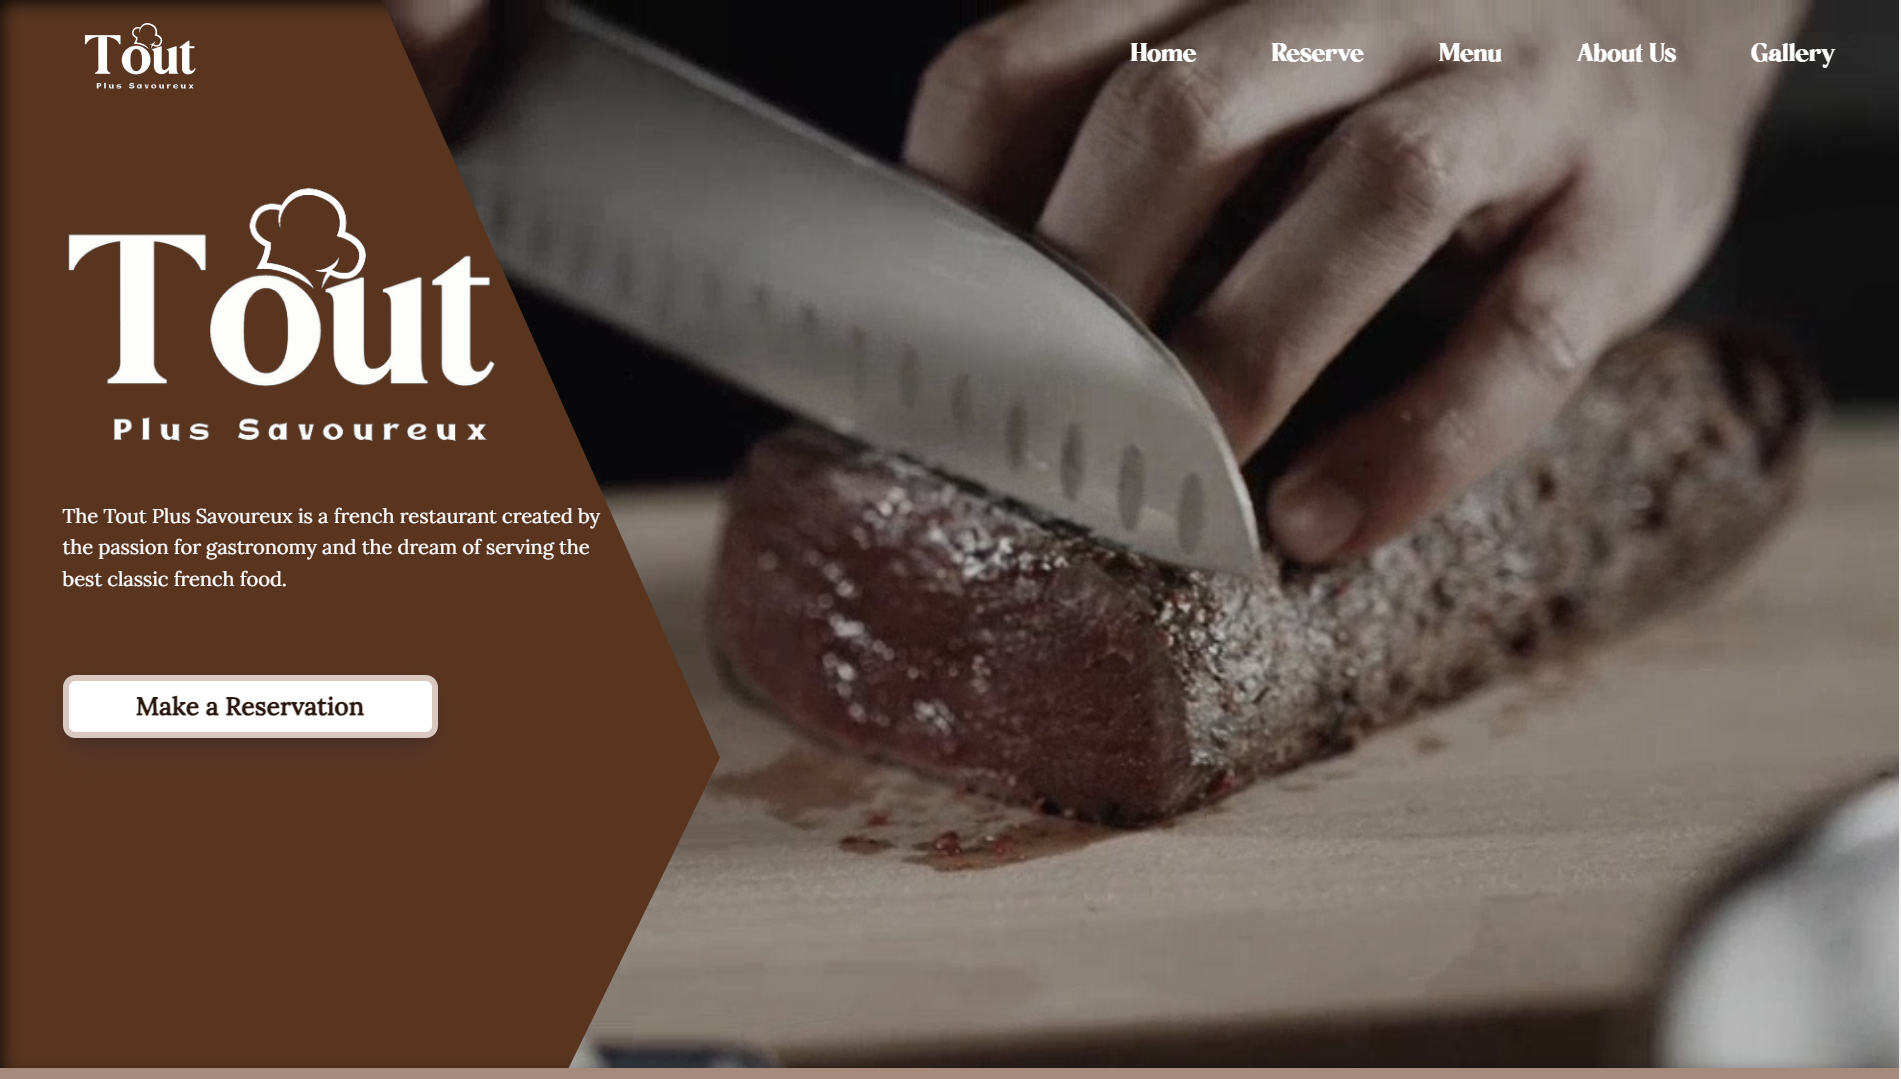 Tout
Plus Savoureux
Home Reserve Menu About Us Gallery
Tout
Plus Savoureux
The Tout Plus Savoureux is a french restaurant created by
the passion for gastronomy and the dream of serving the
best classic french food.
Make a Reservation